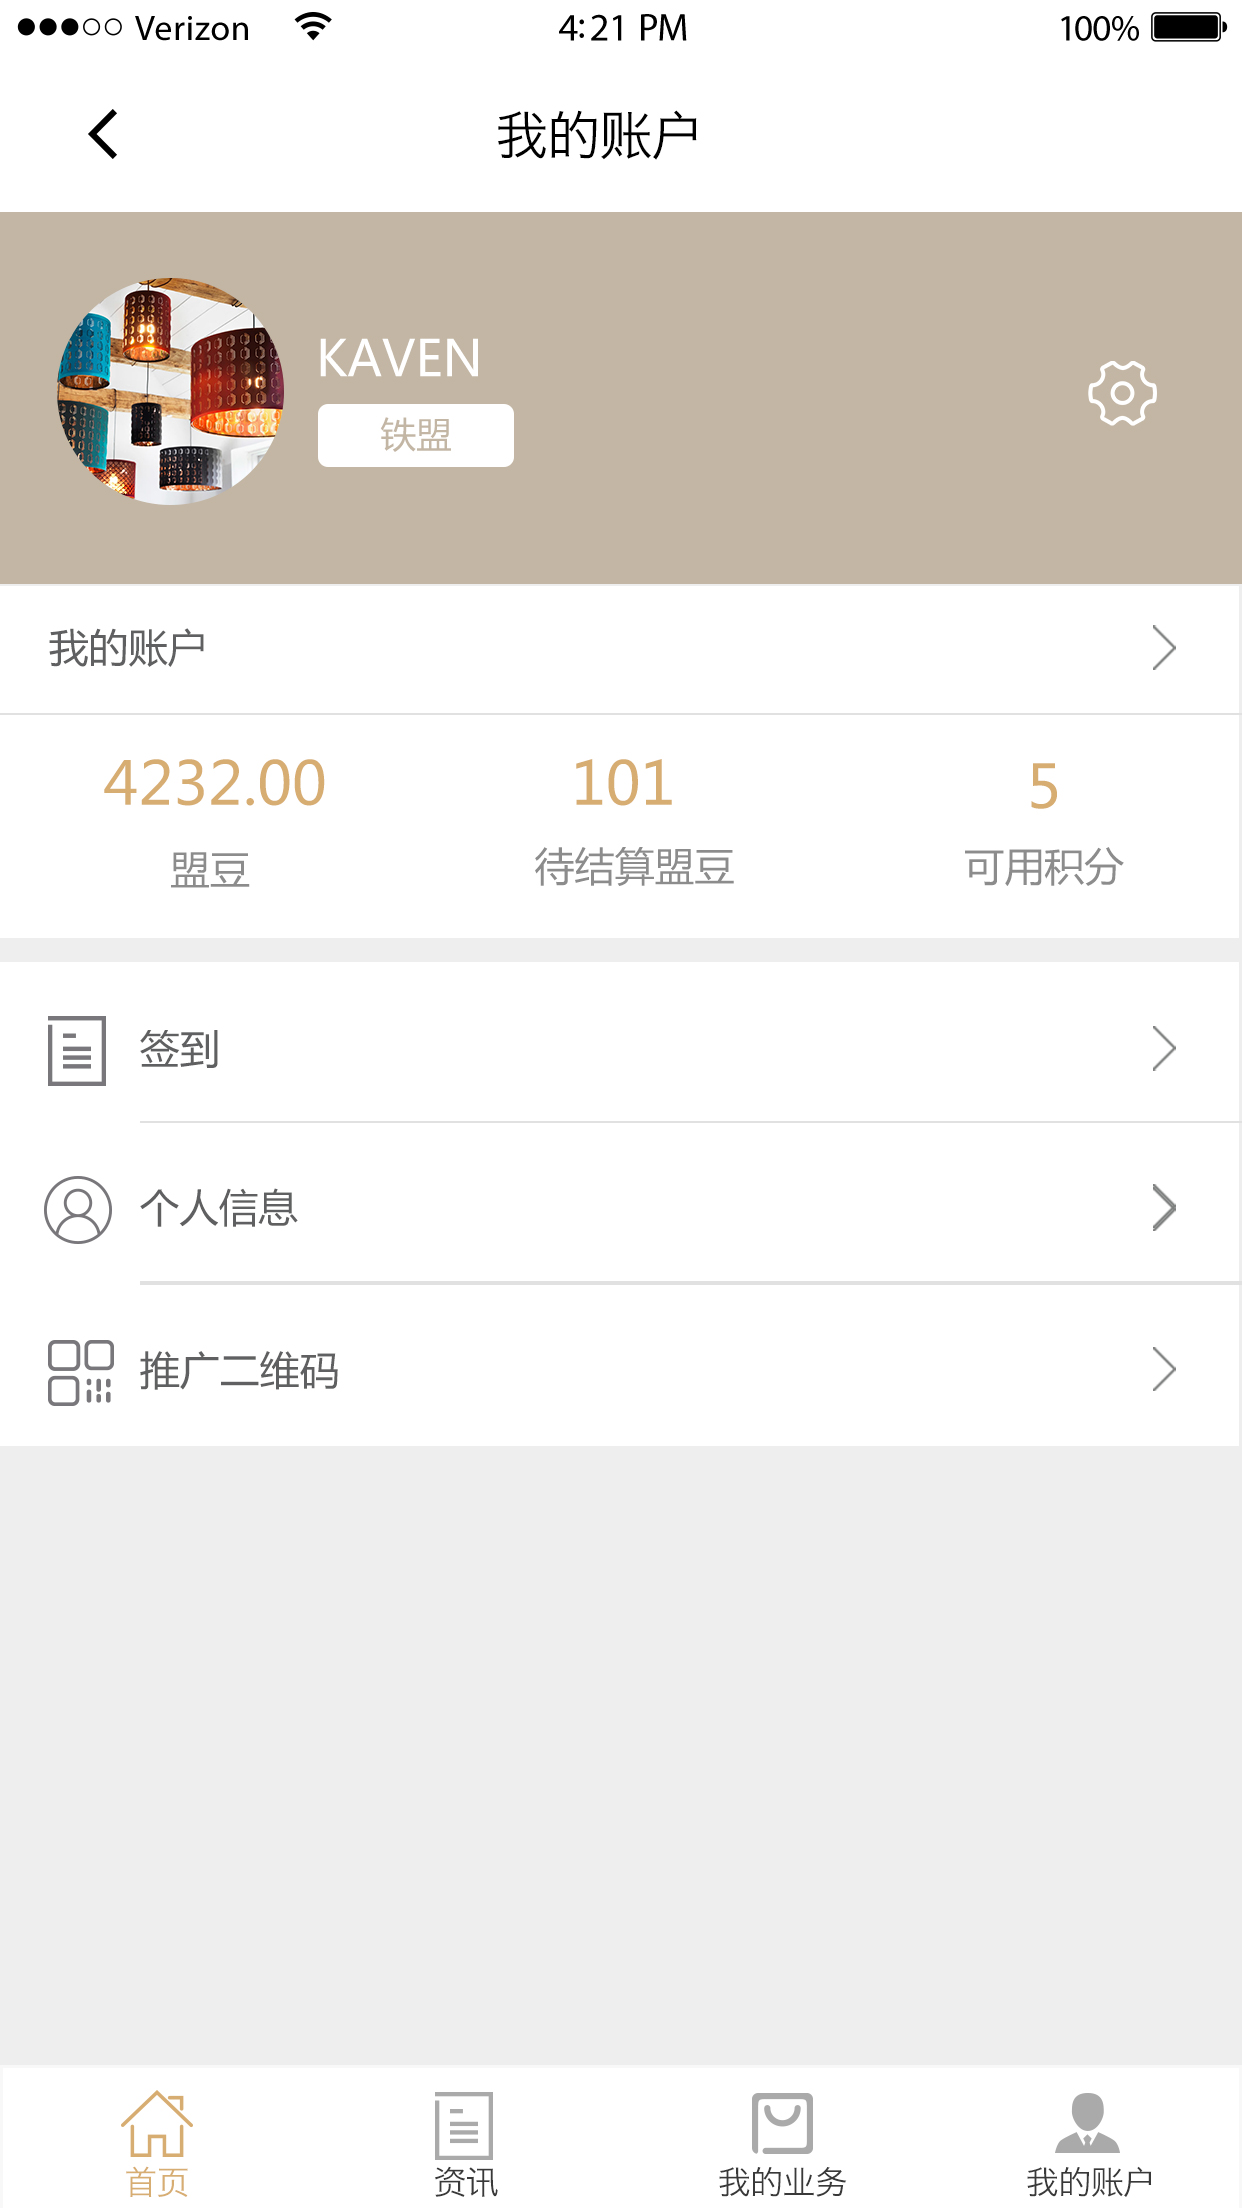 Verizon 4:21 PM 100%
我的账户
KAVEN
铁盟
我的账户
4232.00 101 5
盟豆 待结算盟豆 可用积分
签到
个人信息
推广二维码
首页 资讯 我的业务 我的账户